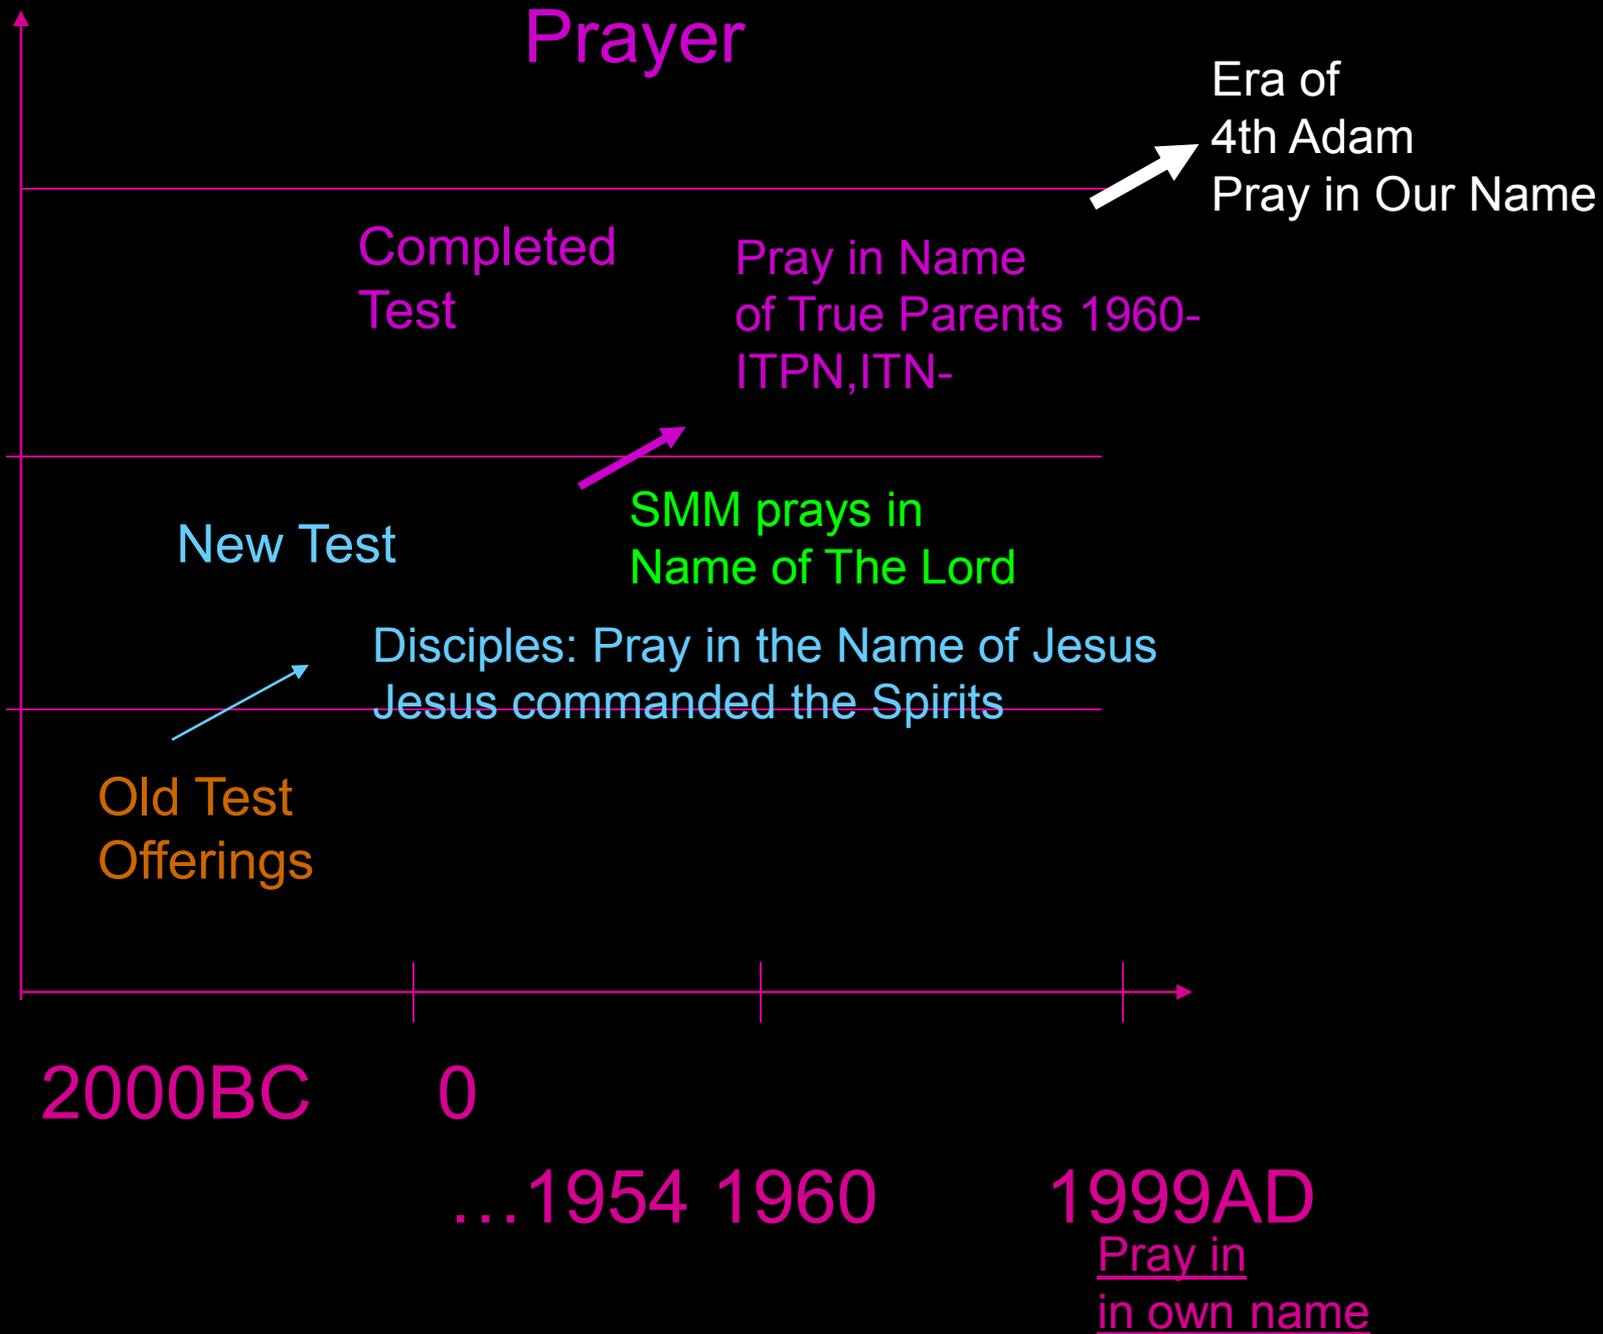 Prayer
Era of
4th Adam
Pray in Our Name
Completed
Test
Pray in Name
of True Parents 1960-
ITPN,ITN-
New Test
SMM prays in
Name of The Lord
Disciples: Pray in the Name of Jesus
Jesus commanded the Spirits
Old Test
Offerings
2000BC 0
...1954 1960 1999AD
Pray in
in own name